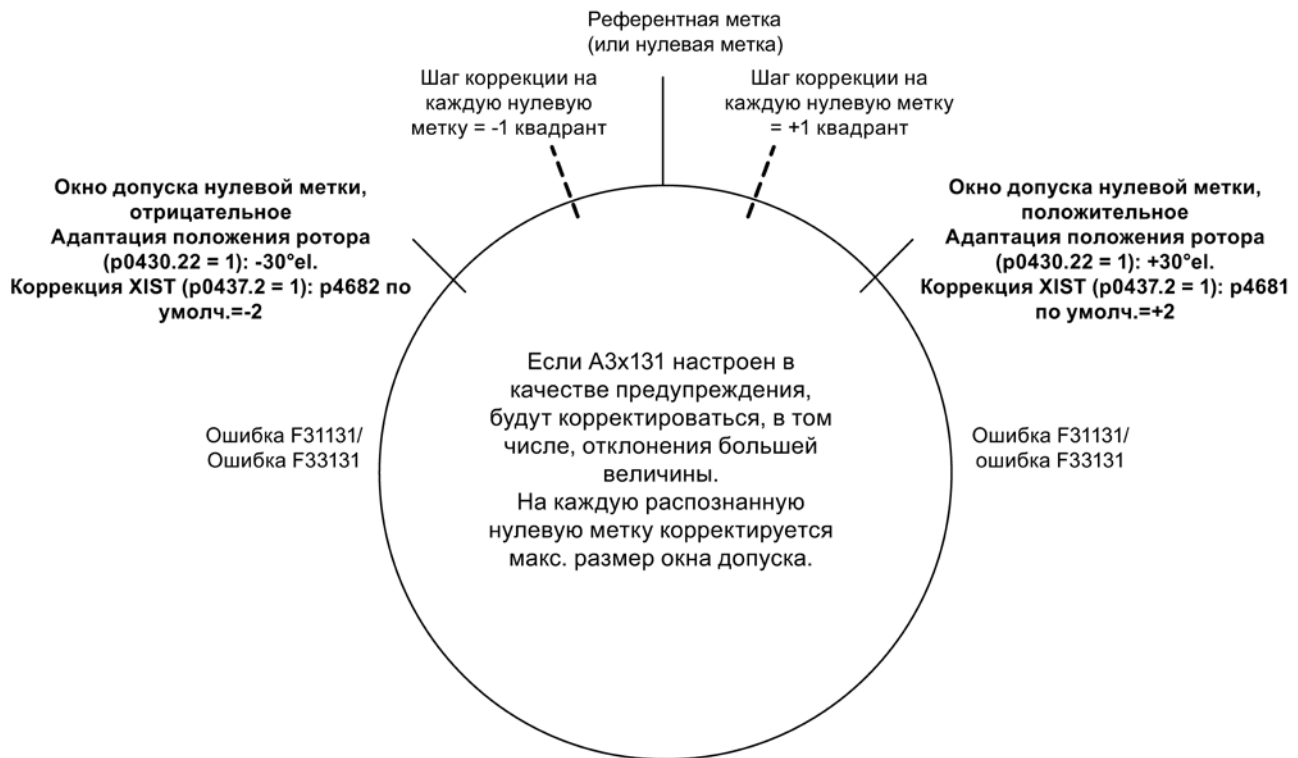 Референтная метка
(или нулевая метка)
Шаг коррекции на
каждую нулевую
метку = -1 квадрант
Шаг коррекции на
каждую нулевую метку
= +1 квадрант
Окно допуска нулевой метки,
отрицательное
Адаптация положения ротора
(p0430.22 = 1): -30°el.
Коррекция XIST (p0437.2 = 1): p4682 по
умолч.=-2
Окно допуска нулевой метки,
положительное
Адаптация положения ротора
(p0430.22 = 1): +30°el.
Коррекция XIST (p0437.2 = 1): p4681
по умолч.=+2
Если A3x131 настроен в
качестве предупреждения,
будут корректироваться, в том
числе, отклонения большей
величины.
На каждую распознанную
нулевую метку корректируется
макс. размер окна допуска.
Ошибка F31131/
Ошибка F33131
Ошибка F31131/
ошибка F33131